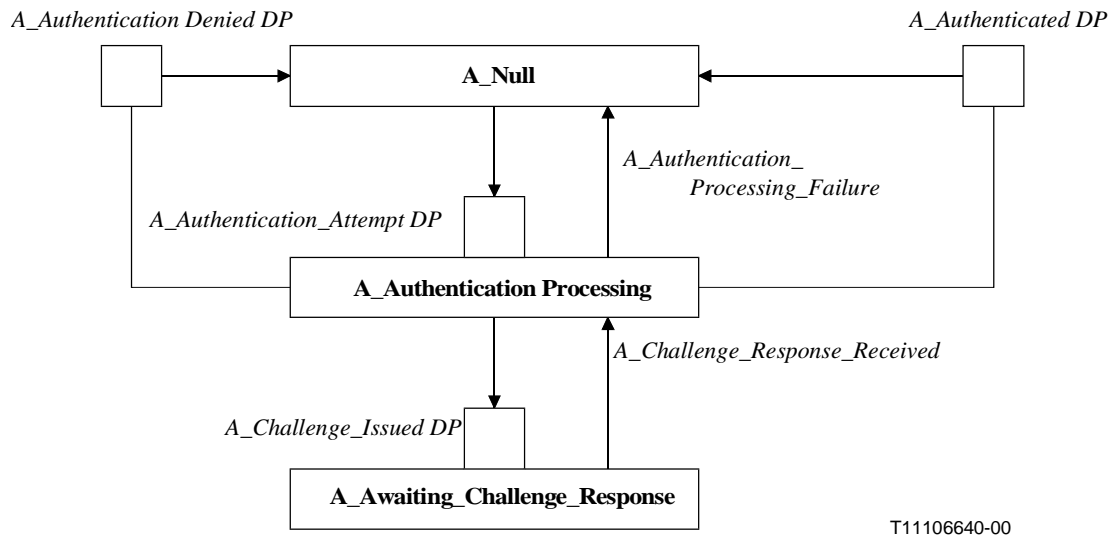 A_Authentication Denied DP
A_Authenticated DP
A_Null
A_Authentication_
Processing_Failure
A_Authentication_Attempt DP
A_Authentication Processing
A_Challenge_Response_Received
A_Challenge_Issued DP
A_Awaiting_Challenge_Response
T11106640-00